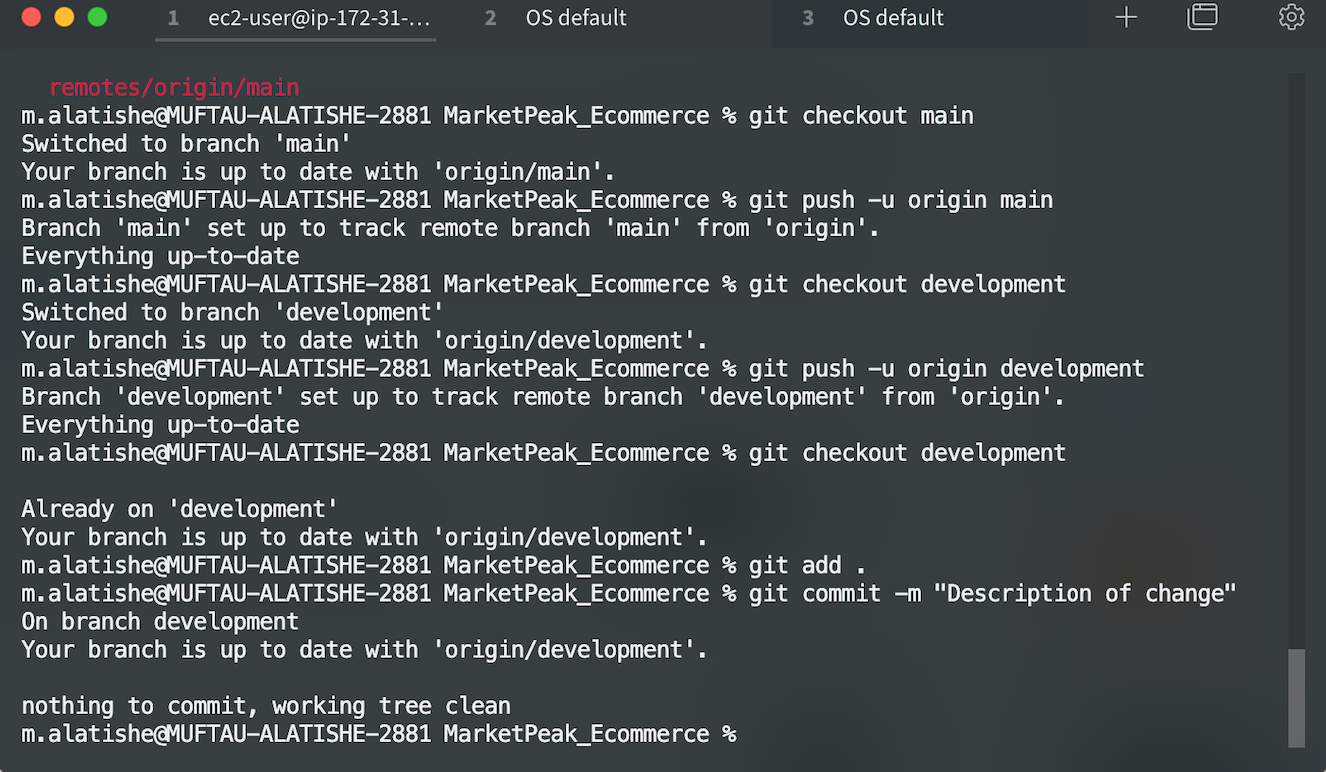 1 ec2-user@ip-172-31-... 2 OS default 3 OS default
remotes/origin/main
m.alatishe@MUFTAU-ALATISHE-2881 MarketPeak_Ecommerce % git checkout main
Switched to branch 'main'
Your branch is up to date with 'origin/main'.
m.alatishe@MUFTAU-ALATISHE-2881 MarketPeak_Ecommerce % git push -u origin main
Branch 'main' set up to track remote branch 'main' from 'origin'.
Everything up-to-date
m.alatishe@MUFTAU-ALATISHE-2881 MarketPeak_Ecommerce % git checkout development
Switched to branch 'development'
Your branch is up to date with 'origin/development'.
m.alatishe@MUFTAU-ALATISHE-2881 MarketPeak_Ecommerce % git push -u origin development
Branch 'development' set up to track remote branch 'development' from 'origin'.
Everything up-to-date
m.alatishe@MUFTAU-ALATISHE-2881 MarketPeak_Ecommerce % git checkout development
Already on 'development'
Your branch is up to date with 'origin/development'.
m.alatishe@MUFTAU-ALATISHE-2881 MarketPeak_Ecommerce % git add .
m.alatishe@MUFTAU-ALATISHE-2881 MarketPeak_Ecommerce % git commit -m "Description of change"
On branch development
Your branch is up to date with 'origin/development'.
nothing to commit, working tree clean
m.alatishe@MUFTAU-ALATISHE-2881 MarketPeak_Ecommerce %